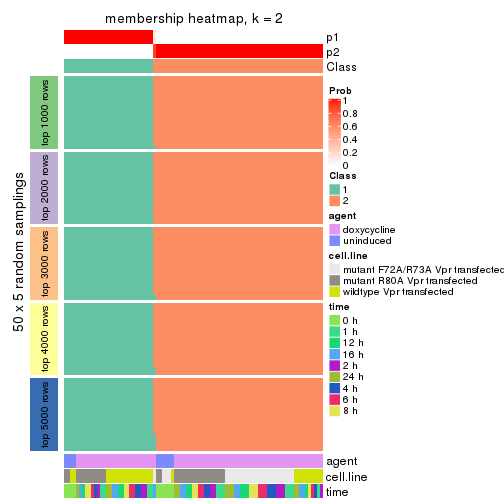 membership heatmap, k = 2
p1
p2
Class
50 x 5 random samplings
top 1000 rows
top 2000 rows
top 3000 rows
top 4000 rows
top 5000 rows
Prob
1
0.8
0.6
0.4
0.2
0
Class
1
2
agent
doxycycline
uninduced
cell.line
mutant F72A/R73A Vpr transfected
mutant R80A Vpr transfected
wildtype Vpr transfected
time
0 h
1 h
12 h
16 h
2 h
24 h
4 h
6 h
8 h
agent
cell.line
time